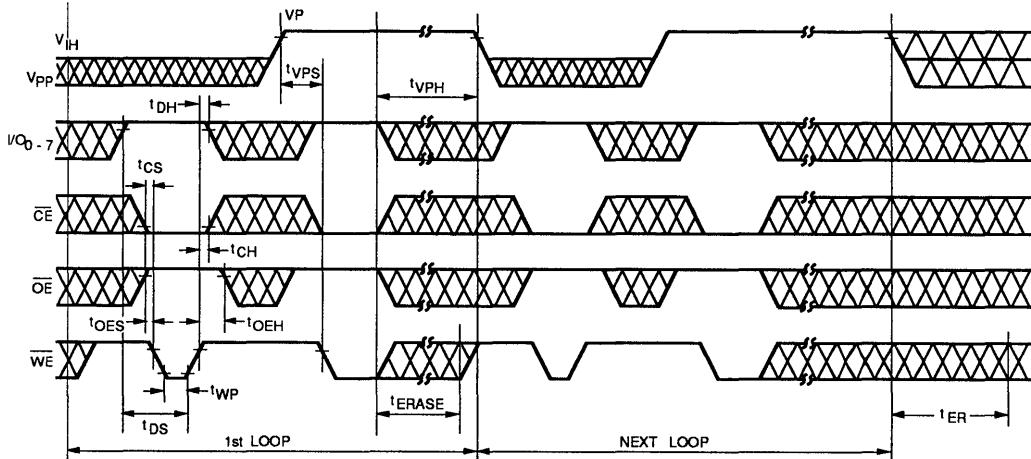 VP
VIH
VPP
tVPS
tVPH
tDH
I/O0 - 7
tCS
CE
tCH
OE
tOES
tOEH
WE
tWP
tERASE
tER
tDS
1st LOOP
NEXT LOOP